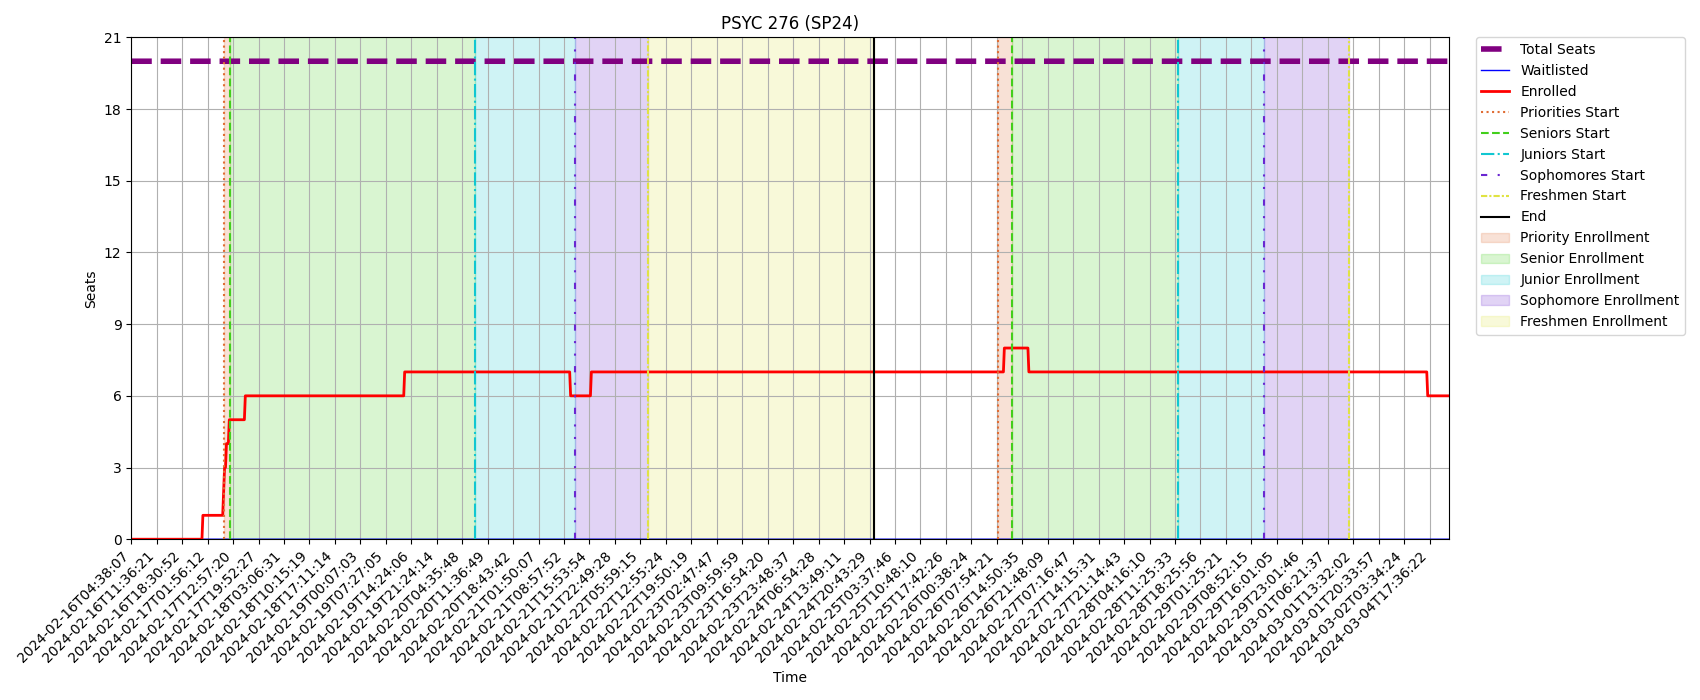 PSYC 276 (SP24)
21
18
15
12
9
6
3
0
Seats
2024-02-16T04:38:07
2024-02-16T11:36:21
2024-02-16T18:30:52
2024-02-17T01:56:12
2024-02-17T12:57:20
2024-02-17T19:52:27
2024-02-18T03:06:31
2024-02-18T10:15:19
2024-02-18T17:11:14
2024-02-19T00:07:03
2024-02-19T07:27:05
2024-02-19T14:24:06
2024-02-19T21:24:14
2024-02-20T04:35:48
2024-02-20T11:36:49
2024-02-20T18:43:42
2024-02-21T01:50:07
2024-02-21T08:57:52
2024-02-21T15:53:54
2024-02-21T22:49:28
2024-02-22T05:59:15
2024-02-22T12:55:24
2024-02-22T19:50:19
2024-02-23T02:47:47
2024-02-23T09:59:59
2024-02-23T16:54:20
2024-02-23T23:48:37
2024-02-24T06:54:28
2024-02-24T13:49:11
2024-02-24T20:43:29
2024-02-25T03:37:46
2024-02-25T10:48:10
2024-02-25T17:42:26
2024-02-26T00:38:24
2024-02-26T07:54:21
2024-02-26T14:50:35
2024-02-26T21:48:09
2024-02-27T07:16:47
2024-02-27T14:15:31
2024-02-27T21:14:43
2024-02-28T04:16:10
2024-02-28T11:25:33
2024-02-28T18:25:56
2024-02-29T01:25:21
2024-02-29T08:52:15
2024-02-29T16:01:05
2024-02-29T23:01:46
2024-03-01T06:21:37
2024-03-01T13:32:02
2024-03-01T20:33:57
2024-03-02T03:34:24
2024-03-04T17:36:22
Time
Total Seats
Waitlisted
Enrolled
Priorities Start
Seniors Start
Juniors Start
Sophomores Start
Freshmen Start
End
Priority Enrollment
Senior Enrollment
Junior Enrollment
Sophomore Enrollment
Freshmen Enrollment